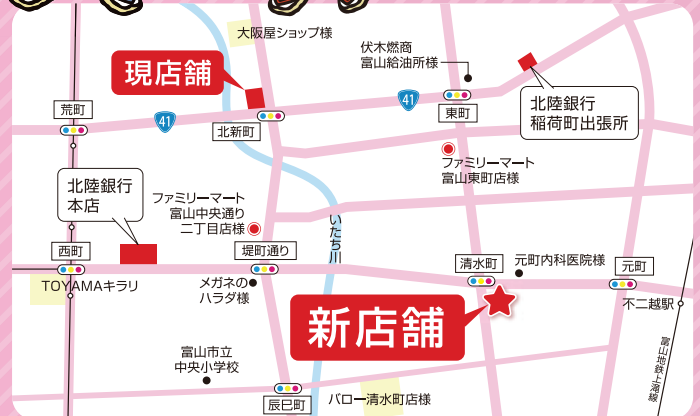 大阪屋ショップ様
伏木燃商
富山給油所様
現店舗
荒町
41
北新町
41
東町
北陸銀行
稲荷町出張所
ファミリーマート
富山東町店様
北陸銀行
本店
ファミリーマート
富山中央通り
二丁目店様
いたち川
西町
堤町通り
清水町
元町内科医院様
元町
TOYAMAキラリ
メガネの
ハラダ様
新店舗
不二越駅
富山地鉄上滝線
富山市立
中央小学校
辰巳町
バロー清水町店様